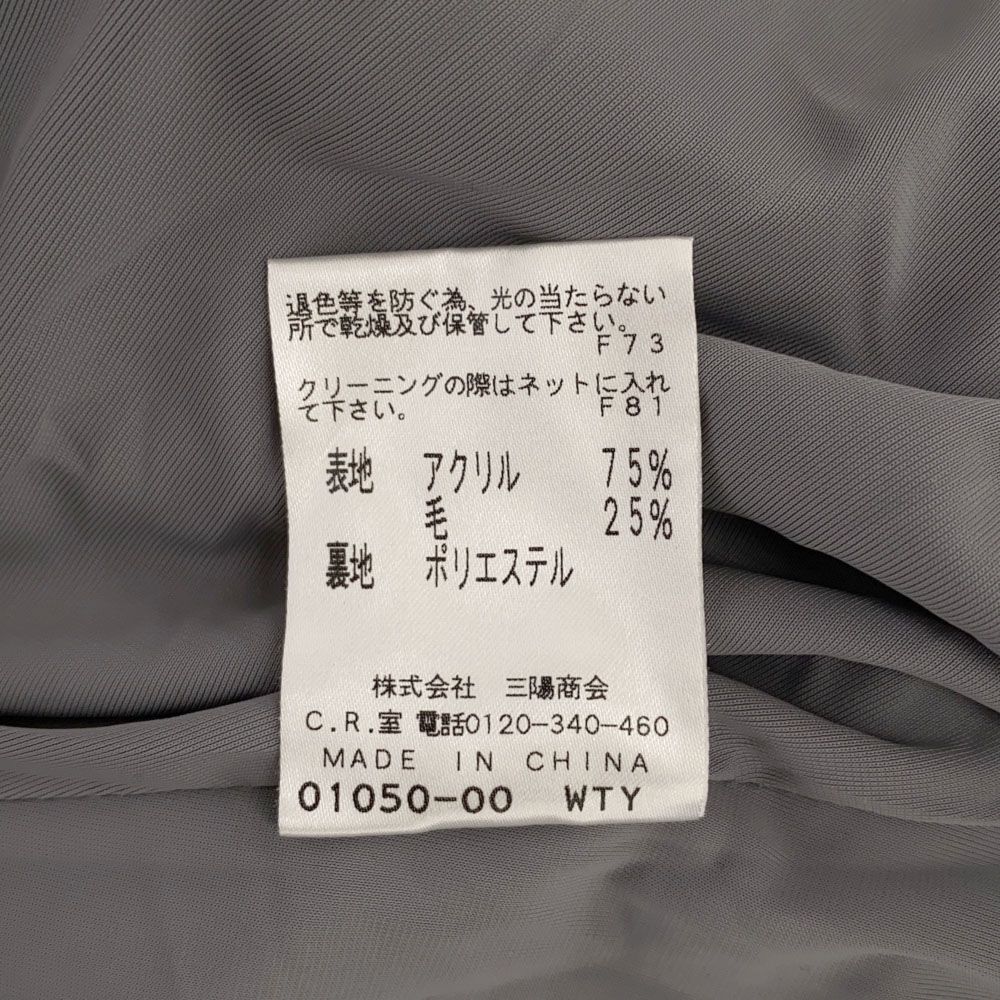 退色等を防ぐ為、光の当たらない
所で乾燥及び保管して下さい。
F73
クリーニングの際はネットに入れ
て下さい。 F81
表地 アクリル 75%
毛 25%
裏地 ポリエステル
株式会社 三陽商会
C.R.室 電話0120-340-460
MADE IN CHINA
01050-00 WTY